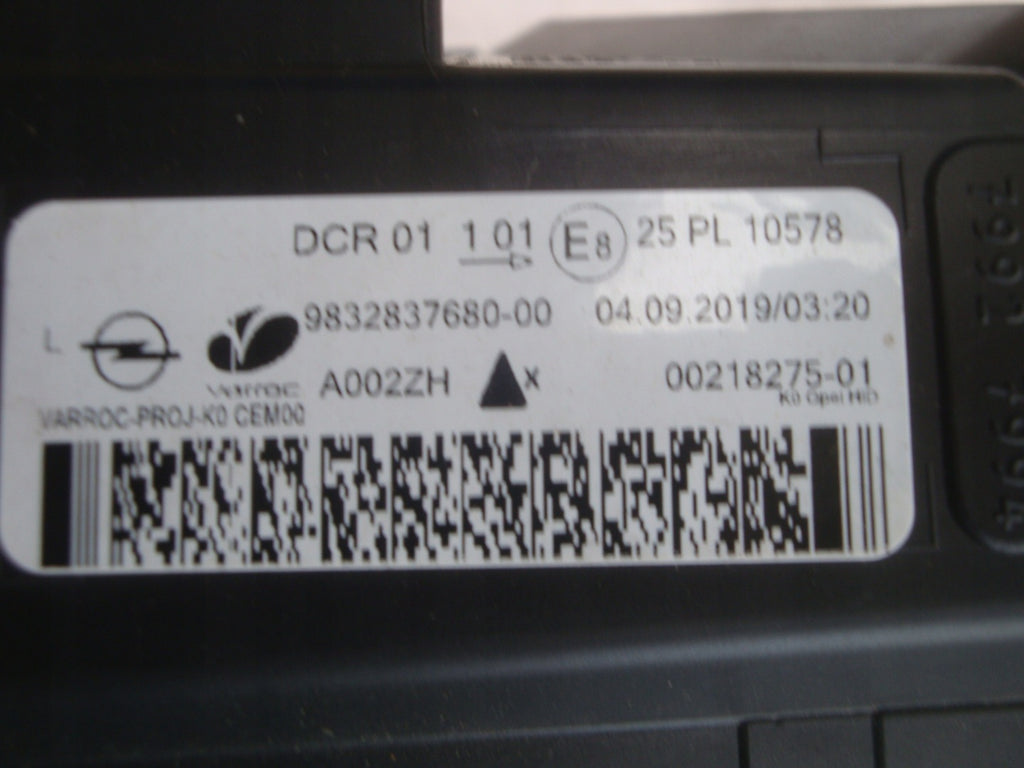 DCR 01 1 01 E8 25 PL 10578
9832837680-00 04.09.2019/03:20
L
varroc A002ZH X 00218275-01
K0 Opel HID
VARROC-PROJ-K0 CEM00